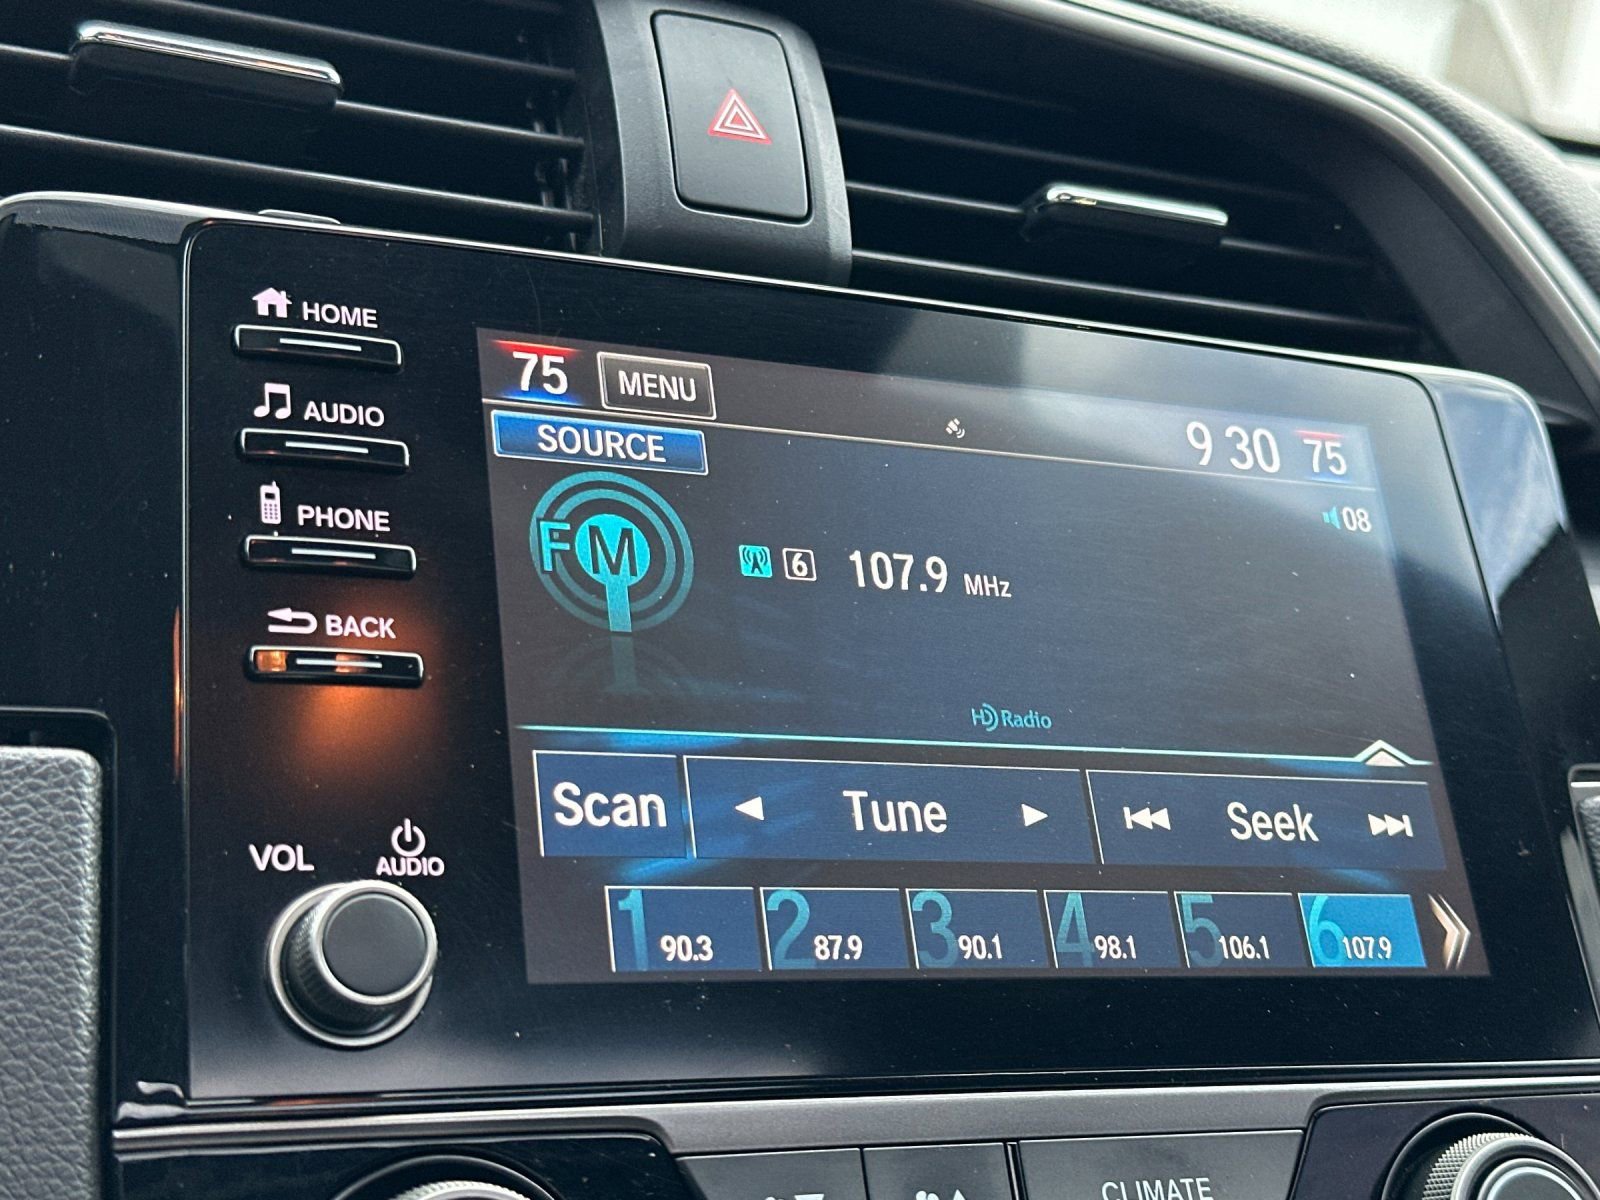 HOME
AUDIO
PHONE
BACK
VOL
AUDIO
75 MENU
9 30 75
SOURCE
08
FM
6 107.9 MHz
HD Radio
Scan Tune Seek
1 90.3 2 87.9 3 90.1 4 98.1 5 106.1 6 107.9
CLIMATE